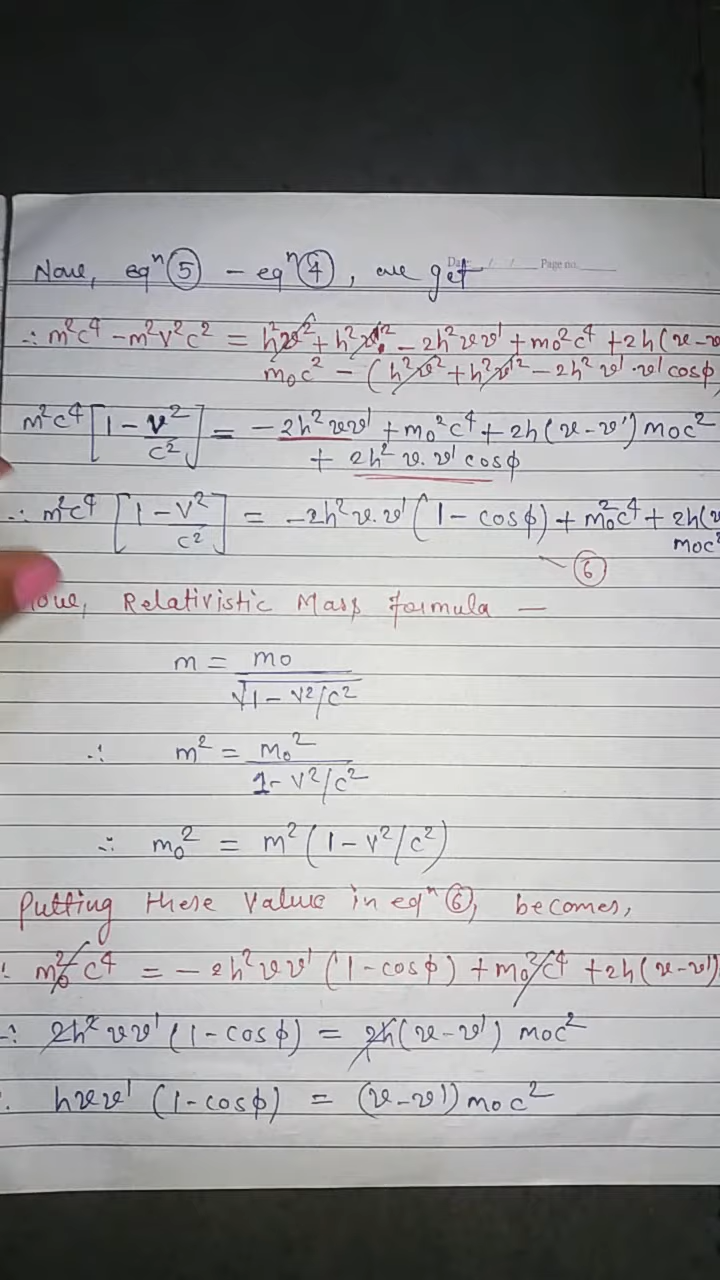 Date / / Page no.
Now, eqⁿ ⑤ – eqⁿ ④, we get
∴ m²c⁴ – m²v²c² = h²ν² + h²ν'² – 2h²νν' + m₀²c⁴ + 2h(ν–ν
m₀c² – (h²ν² + h²ν'² – 2h² ν'·ν' cosϕ
m²c⁴ [1 – v²/c²] = –2h²νν' + m₀²c⁴ + 2h(ν–ν') m₀c²
+ 2h² ν·ν' cosϕ
∴ m²c⁴ [1 – v²/c²] = –2h²ν·ν' (1 – cosϕ) + m₀²c⁴ + 2h(ν
m₀c²
— ⑥
Relativistic Mass formula —
m = m₀/√1 – v²/c²
∴ m² = m₀²/1 – v²/c²
∴ m₀² = m² (1 – v²/c²)
Putting these value in eqⁿ ⑥, becomes,
∴ m₀²c⁴ = – 2h²νν' (1 – cosϕ) + m₀²c⁴ + 2h(ν–ν')
∴ 2h²νν' (1 – cosϕ) = 2h(ν–ν') m₀c²
hνν' (1 – cosϕ) = (ν–ν') m₀c²